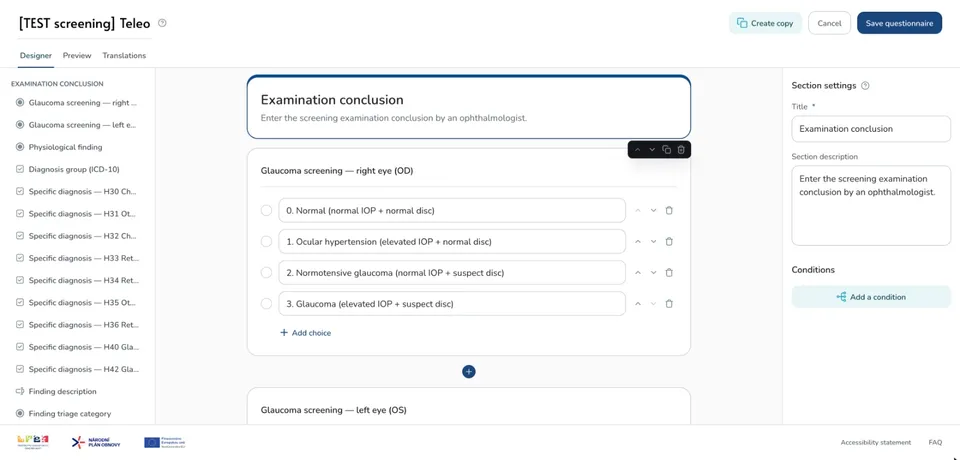 [TEST screening] Teleo
Create copy
Cancel
Save questionnaire
Designer
Preview
Translations
EXAMINATION CONCLUSION
Glaucoma screening — right ...
Glaucoma screening — left e...
Physiological finding
Diagnosis group (ICD-10)
Specific diagnosis — H30 Ch...
Specific diagnosis — H31 Ot...
Specific diagnosis — H32 Ch...
Specific diagnosis — H33 Ret...
Specific diagnosis — H34 Ret...
Specific diagnosis — H35 Ot...
Specific diagnosis — H36 Ret...
Specific diagnosis — H40 Gla...
Specific diagnosis — H42 Gla...
Finding description
Finding triage category
Examination conclusion
Enter the screening examination conclusion by an ophthalmologist.
Glaucoma screening — right eye (OD)
0. Normal (normal IOP + normal disc)
1. Ocular hypertension (elevated IOP + normal disc)
2. Normotensive glaucoma (normal IOP + suspect disc)
3. Glaucoma (elevated IOP + suspect disc)
Add choice
Glaucoma screening — left eye (OS)
Section settings
Title *
Examination conclusion
Section description
Enter the screening examination
conclusion by an ophthalmologist.
Conditions
Add a condition
NÁRODNÍ
PLÁN OBNOVY
Accessibility statement
FAQ